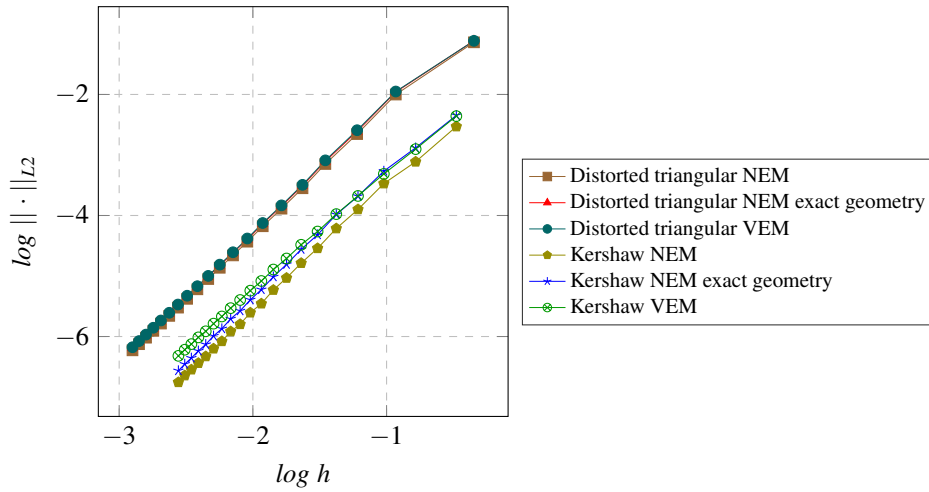 −2
−4
−6
log || · ||L2
−3 −2 −1
log h
Distorted triangular NEM
Distorted triangular NEM exact geometry
Distorted triangular VEM
Kershaw NEM
Kershaw NEM exact geometry
Kershaw VEM